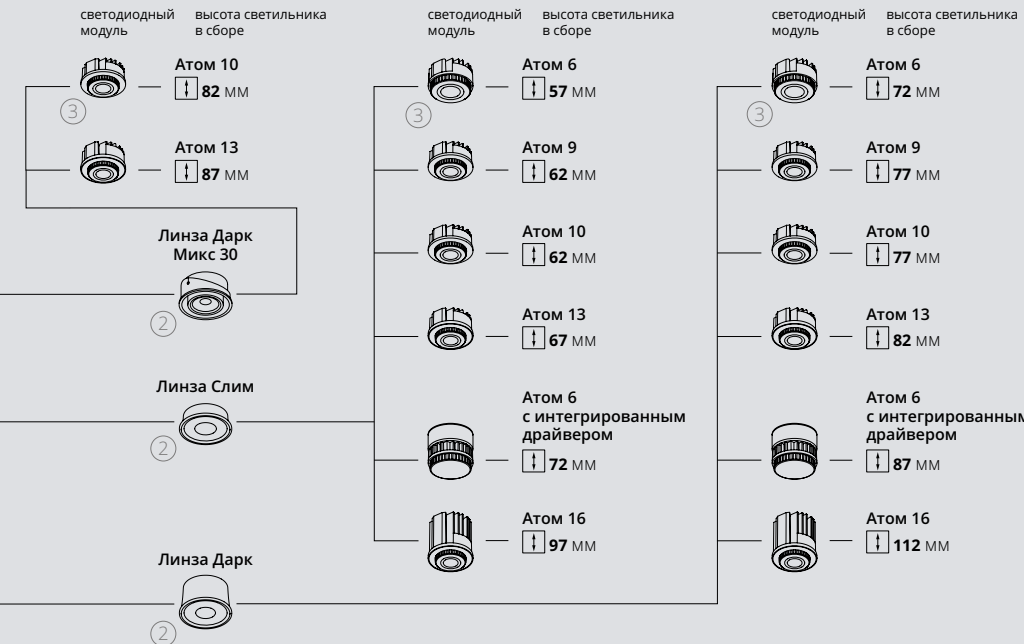 светодиодный
модуль
высота светильника
в сборе
Атом 10
82 ММ
3
Атом 13
87 ММ
Линза Дарк
Микс 30
2
Линза Слим
2
Линза Дарк
2
светодиодный
модуль
высота светильника
в сборе
Атом 6
57 ММ
3
Атом 9
62 ММ
Атом 10
62 ММ
Атом 13
67 ММ
Атом 6
с интегрированным
драйвером
72 ММ
Атом 16
97 ММ
светодиодный
модуль
высота светильника
в сборе
Атом 6
72 ММ
3
Атом 9
77 ММ
Атом 10
77 ММ
Атом 13
82 ММ
Атом 6
с интегрированным
драйвером
87 ММ
Атом 16
112 ММ